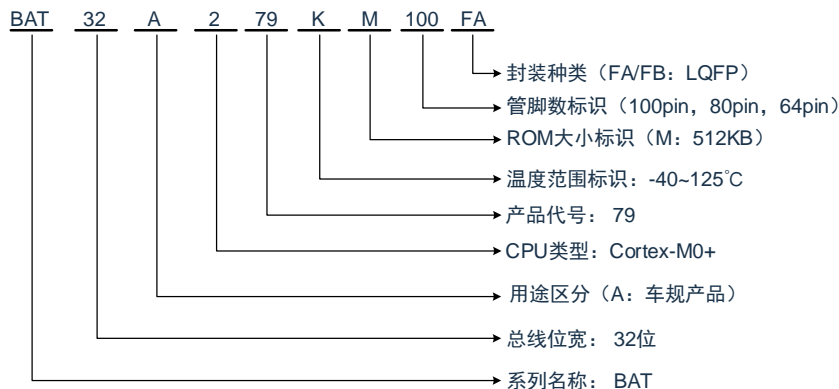 BAT 32 A 2 79 K M 100 FA
封装种类（FA/FB：LQFP）
管脚数标识（100pin，80pin，64pin）
ROM大小标识（M：512KB）
温度范围标识：-40~125℃
产品代号：79
CPU类型：Cortex-M0+
用途区分（A：车规产品）
总线位宽：32位
系列名称：BAT